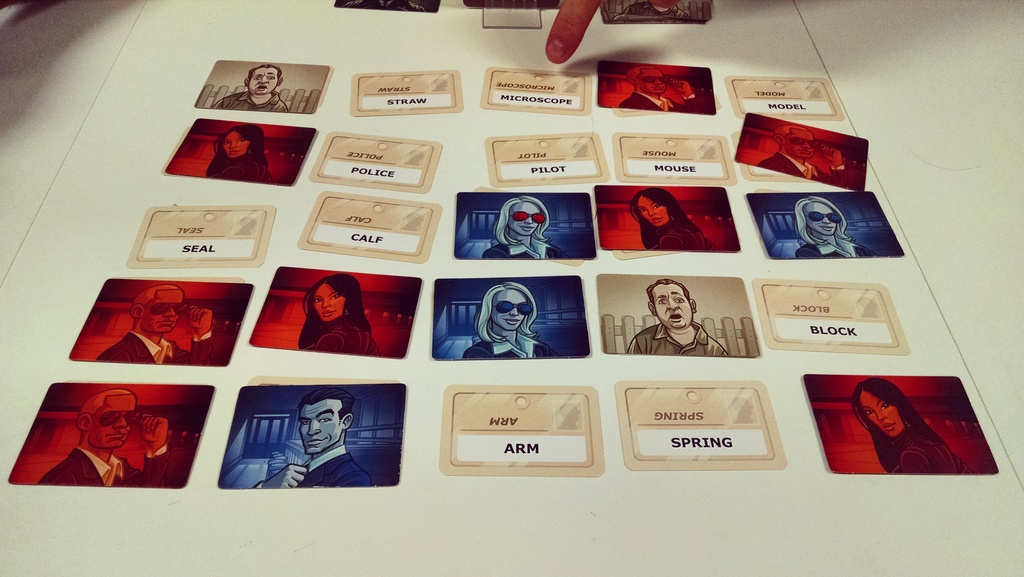 STRAW
STRAW
MICROSCOPE
MICROSCOPE
MODEL
MODEL
POLICE
POLICE
PILOT
PILOT
MOUSE
MOUSE
SEAL
SEAL
CALF
CALF
BLOCK
BLOCK
ARM
ARM
SPRING
SPRING